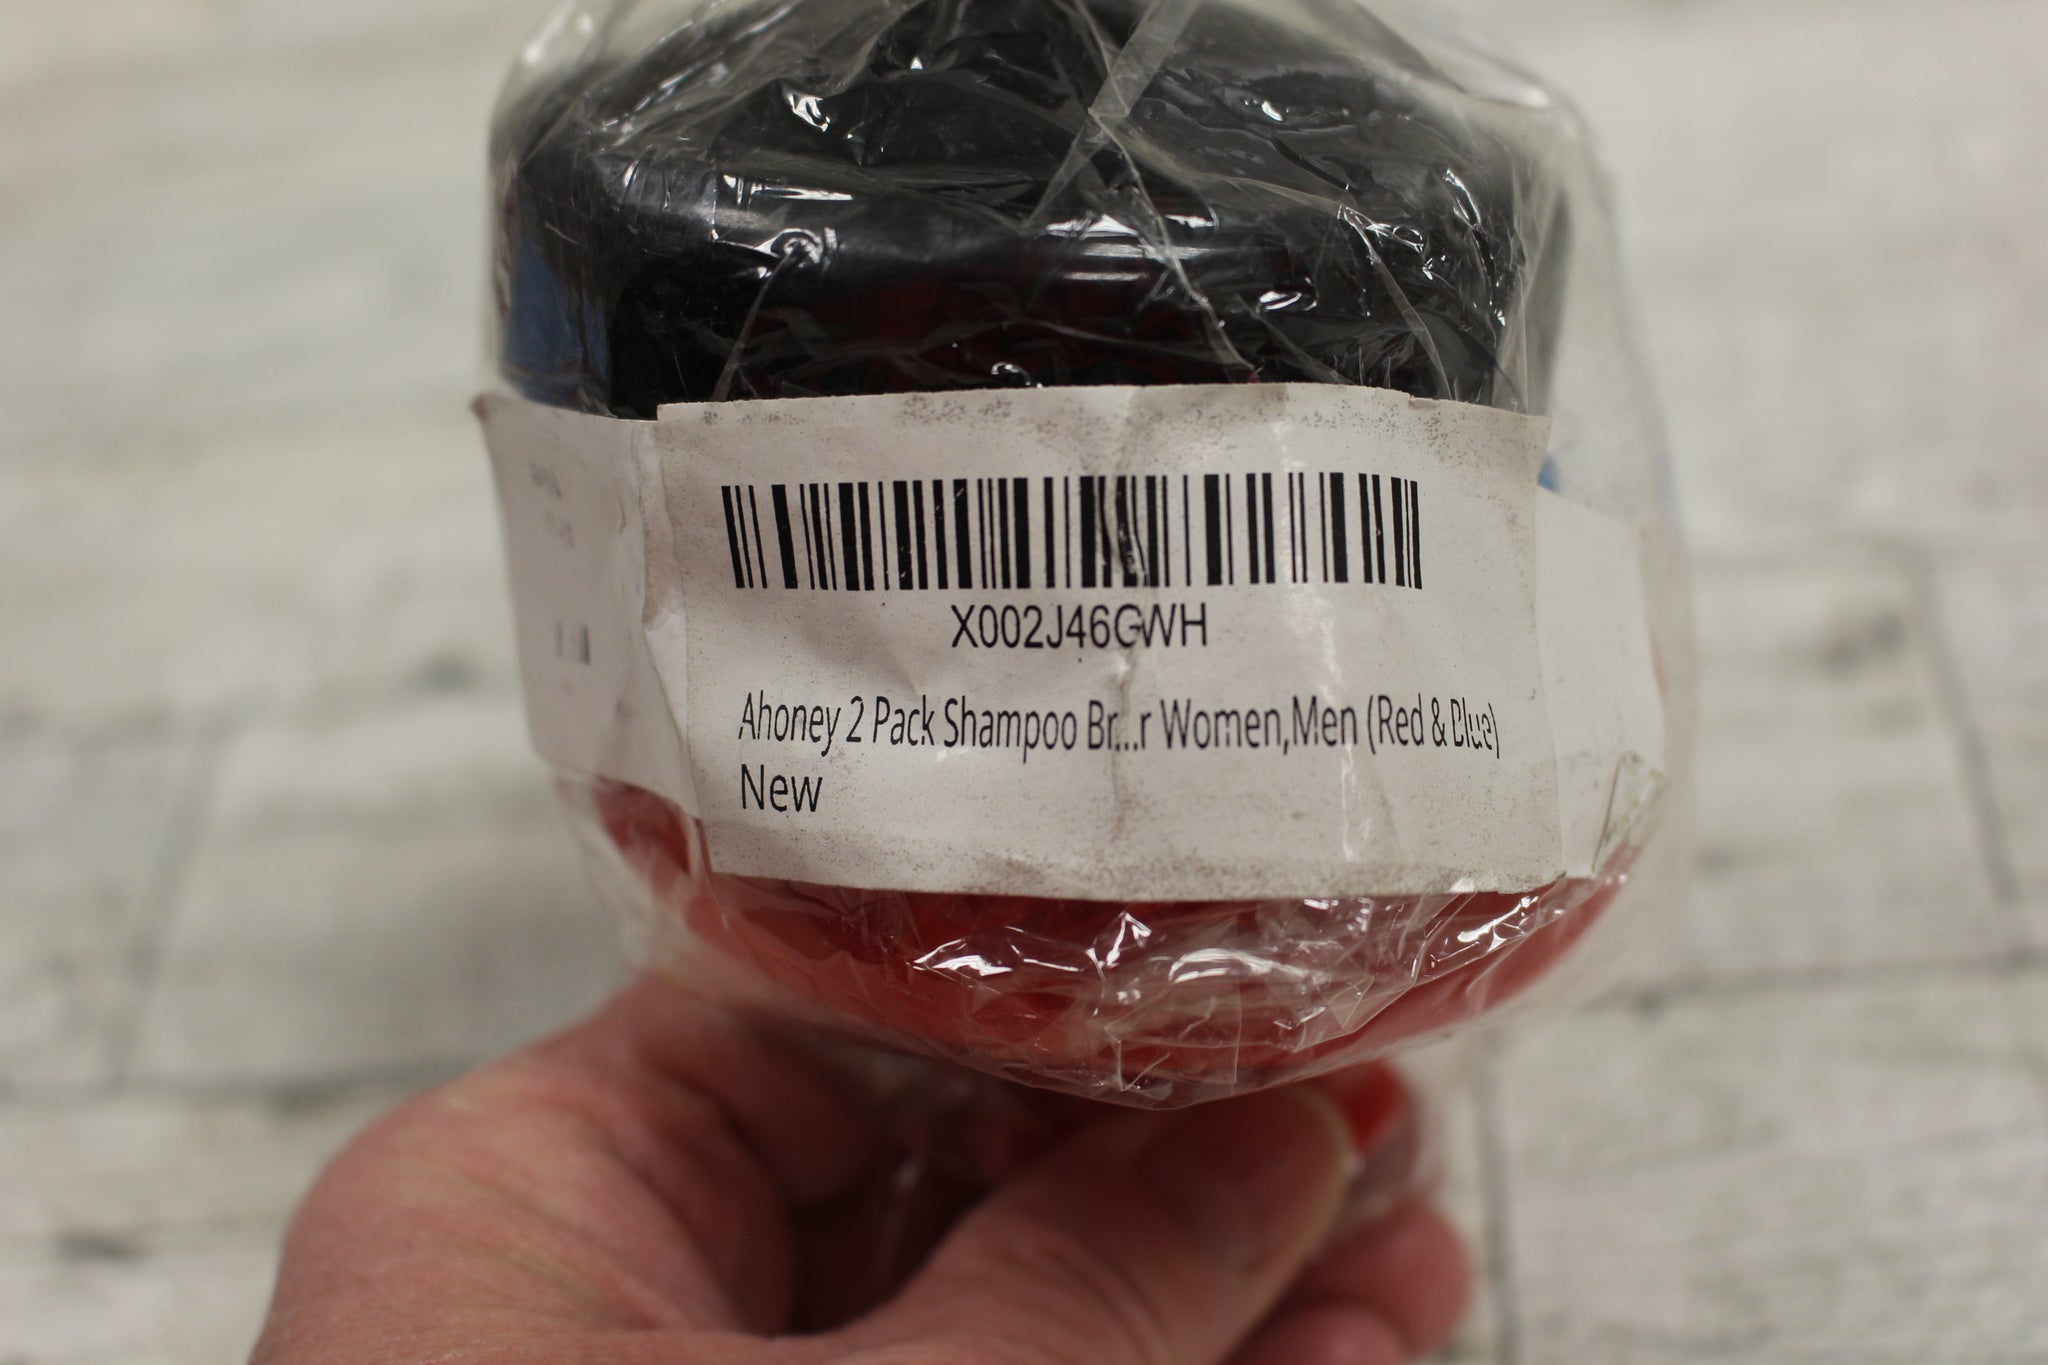 X002J46GWH
Ahoney 2 Pack Shampoo Br...r Women,Men (Red & Blue)
New